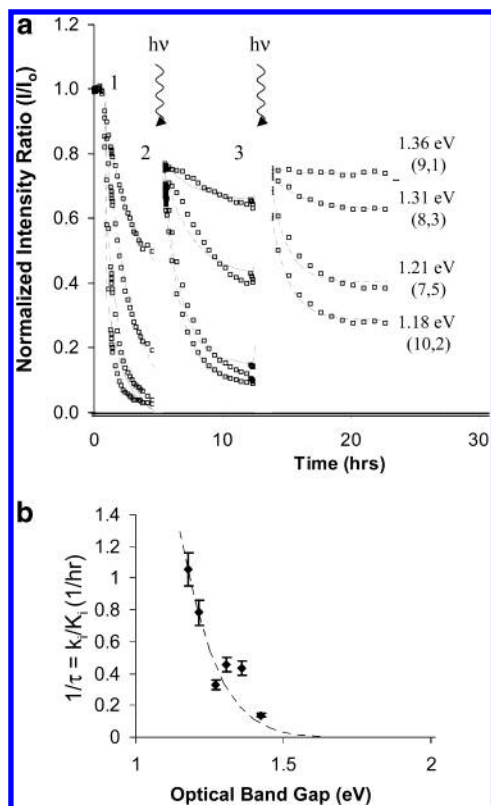 a
hν hν
1.0
0.8
0.6
0.4
0.2
0.0
Normalized Intensity Ratio (I/Io)
1
2
3
1.36 eV
(9,1)
1.31 eV
(8,3)
1.21 eV
(7,5)
1.18 eV
(10,2)
0 10 20 30
Time (hrs)
b
1.4
1.2
1
0.8
0.6
0.4
0.2
0
1/τ = ki/Ki (1/hr)
1 1.5 2
Optical Band Gap (eV)